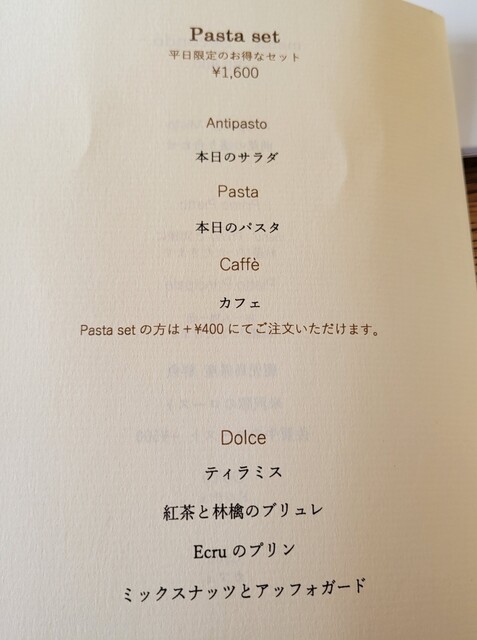 Pasta set
平日限定のお得なセット
¥1,600
Antipasto
本日のサラダ
Pasta
本日のパスタ
Caffè
カフェ
Pasta set の方は＋¥400 にてご注文いただけます。
Dolce
ティラミス
紅茶と林檎のブリュレ
Ecru のプリン
ミックスナッツとアッフォガード